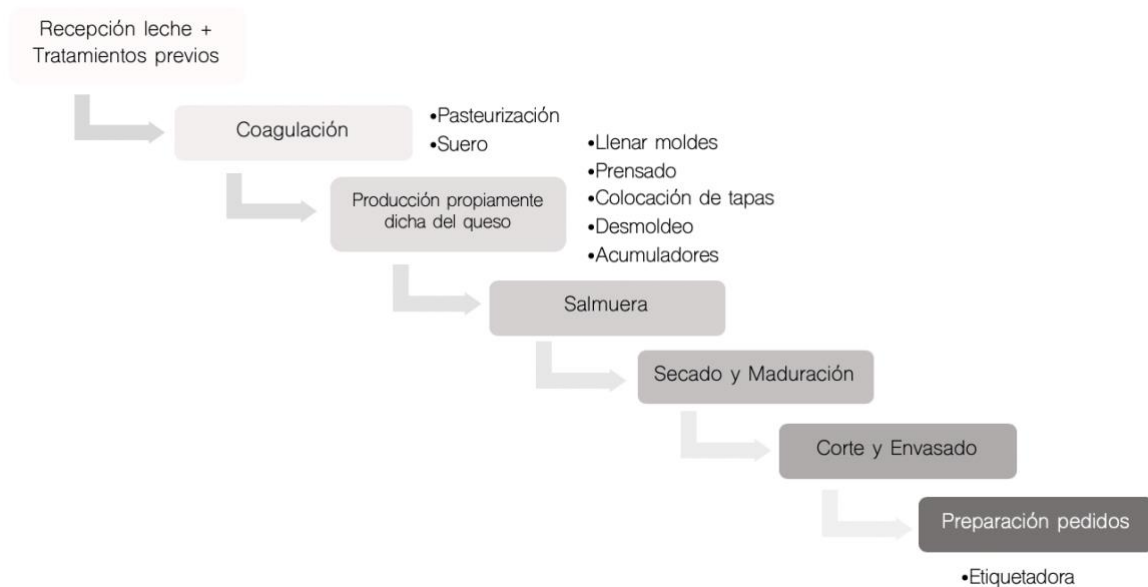 Recepción leche +
Tratamientos previos
Coagulación
•Pasteurización
•Suero
Producción propiamente
dicha del queso
•Llenar moldes
•Prensado
•Colocación de tapas
•Desmoldeo
•Acumuladores
Salmuera
Secado y Maduración
Corte y Envasado
Preparación pedidos
•Etiquetadora